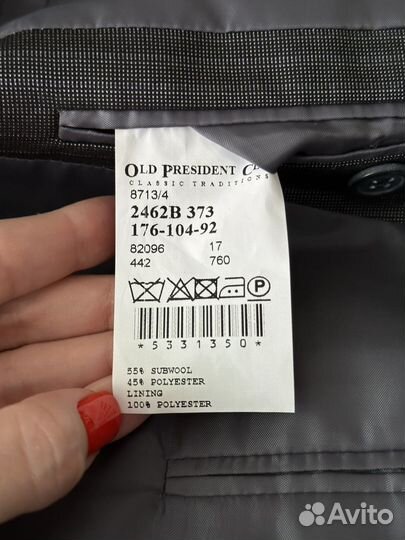 OLD PRESIDENT
CLASSIC TRADITIONS
8713/4
2462B 373
176-104-92
82096 17
442 760
P
*5331350*
55% SUBWOOL
45% POLYESTER
LINING
100% POLYESTER
Avito